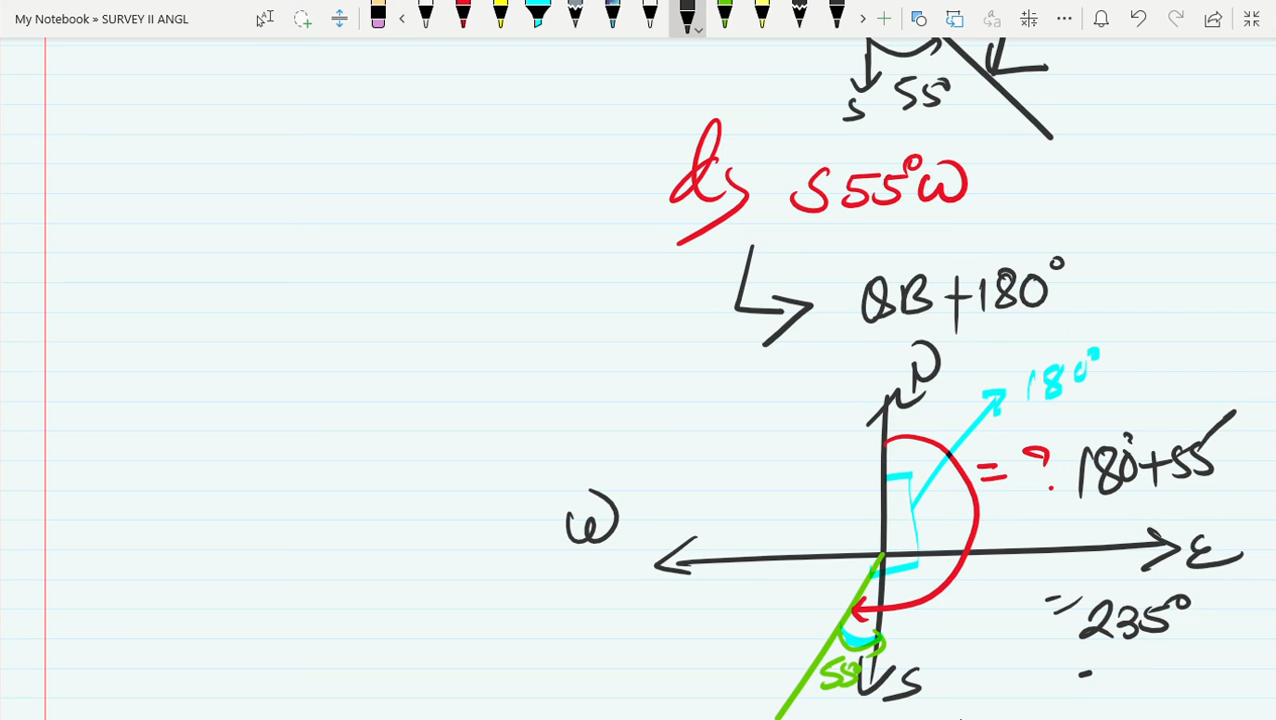 My Notebook » SURVEY II ANGL
S 55°
S 55° W
QB + 180°
N
180°
= ? 180° + 55
W
E
= 235°
55°
S